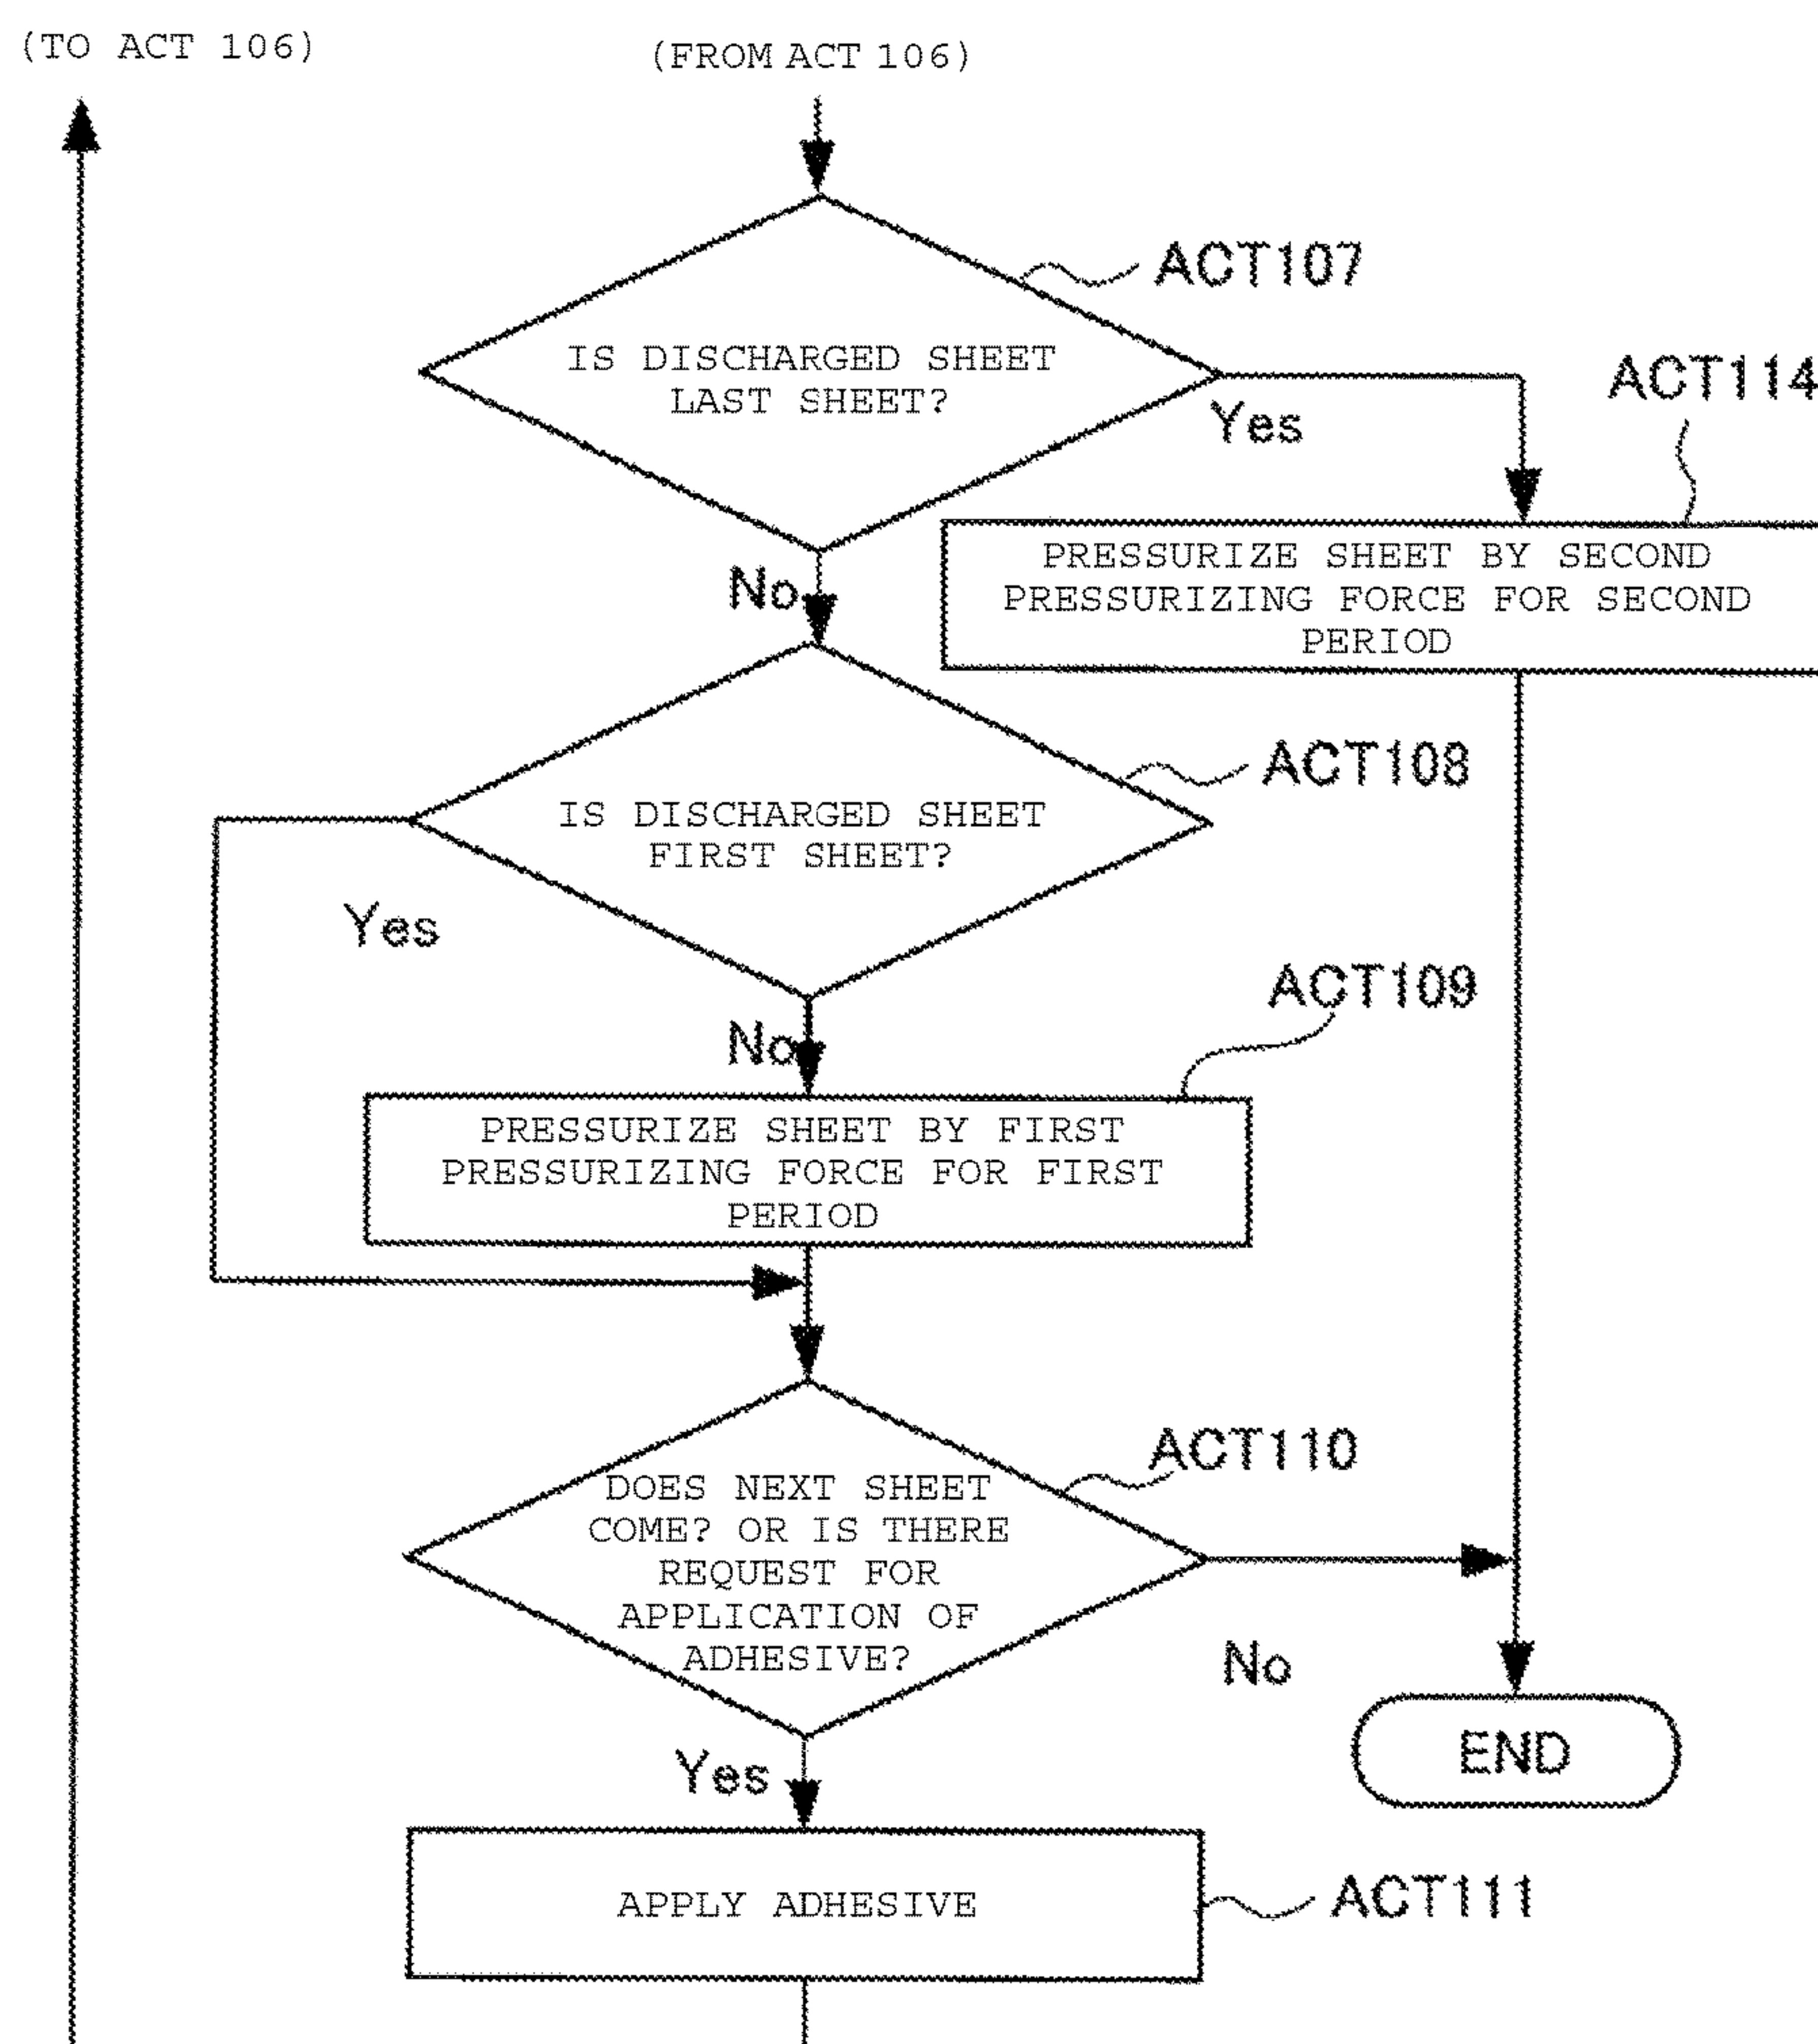 (TO ACT 106)
(FROM ACT 106)
ACT107
IS DISCHARGED SHEET
LAST SHEET?
Yes
ACT114
No
PRESSURIZE SHEET BY SECOND
PRESSURIZING FORCE FOR SECOND
PERIOD
ACT108
IS DISCHARGED SHEET
FIRST SHEET?
Yes
No
ACT109
PRESSURIZE SHEET BY FIRST
PRESSURIZING FORCE FOR FIRST
PERIOD
ACT110
DOES NEXT SHEET
COME? OR IS THERE
REQUEST FOR
APPLICATION OF
ADHESIVE?
No
END
Yes
APPLY ADHESIVE
ACT111